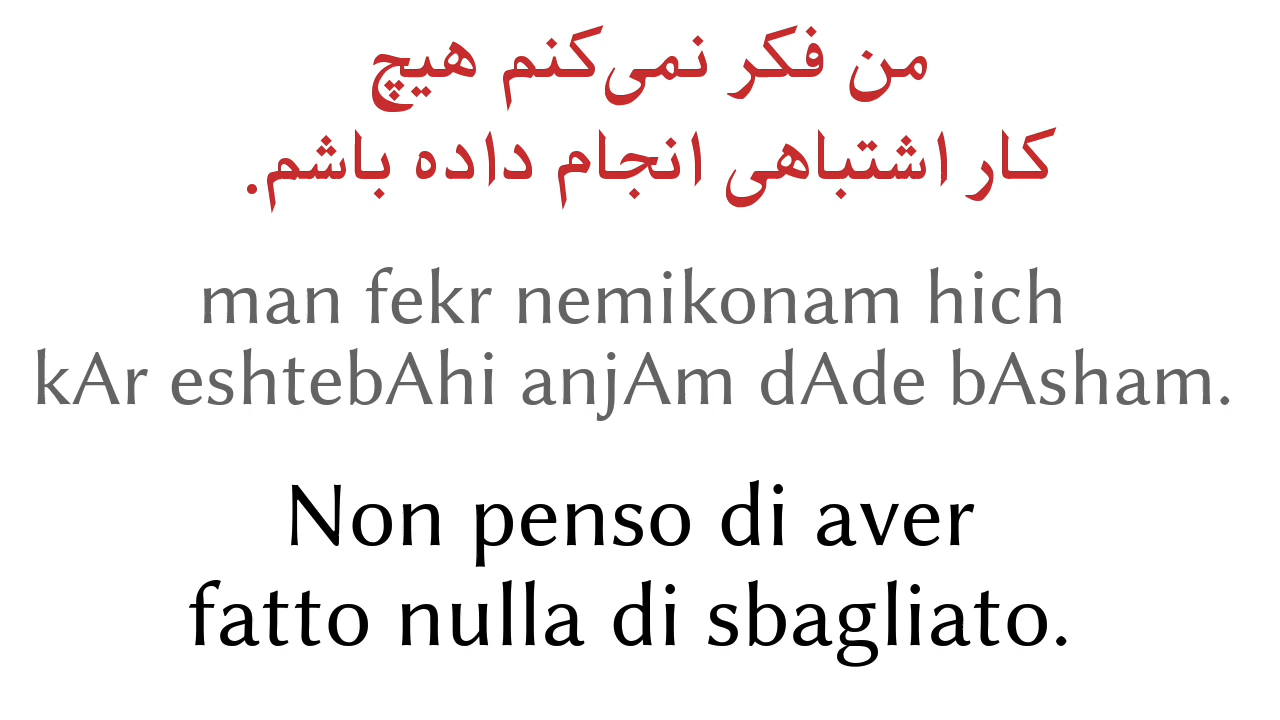 من فکر نمی‌کنم هیچ
کار اشتباهی انجام داده باشم.
man fekr nemikonam hich
kAr eshtebAhi anjAm dAde bAsham.
Non penso di aver
fatto nulla di sbagliato.